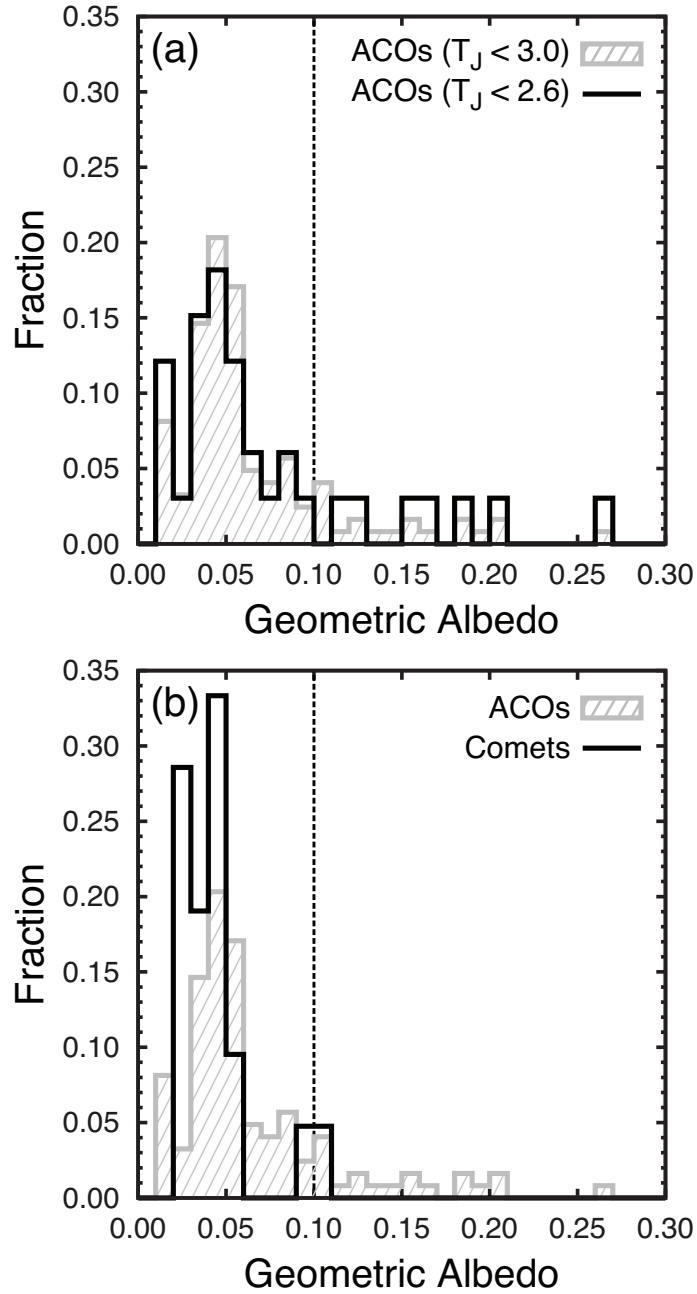 0.35
(a)
ACOs (T_J < 3.0)
ACOs (T_J < 2.6)
0.30
0.25
0.20
0.15
0.10
0.05
0.00
Fraction
0.00 0.05 0.10 0.15 0.20 0.25 0.30
Geometric Albedo
0.35
(b)
ACOs
Comets
0.30
0.25
0.20
0.15
0.10
0.05
0.00
Fraction
0.00 0.05 0.10 0.15 0.20 0.25 0.30
Geometric Albedo